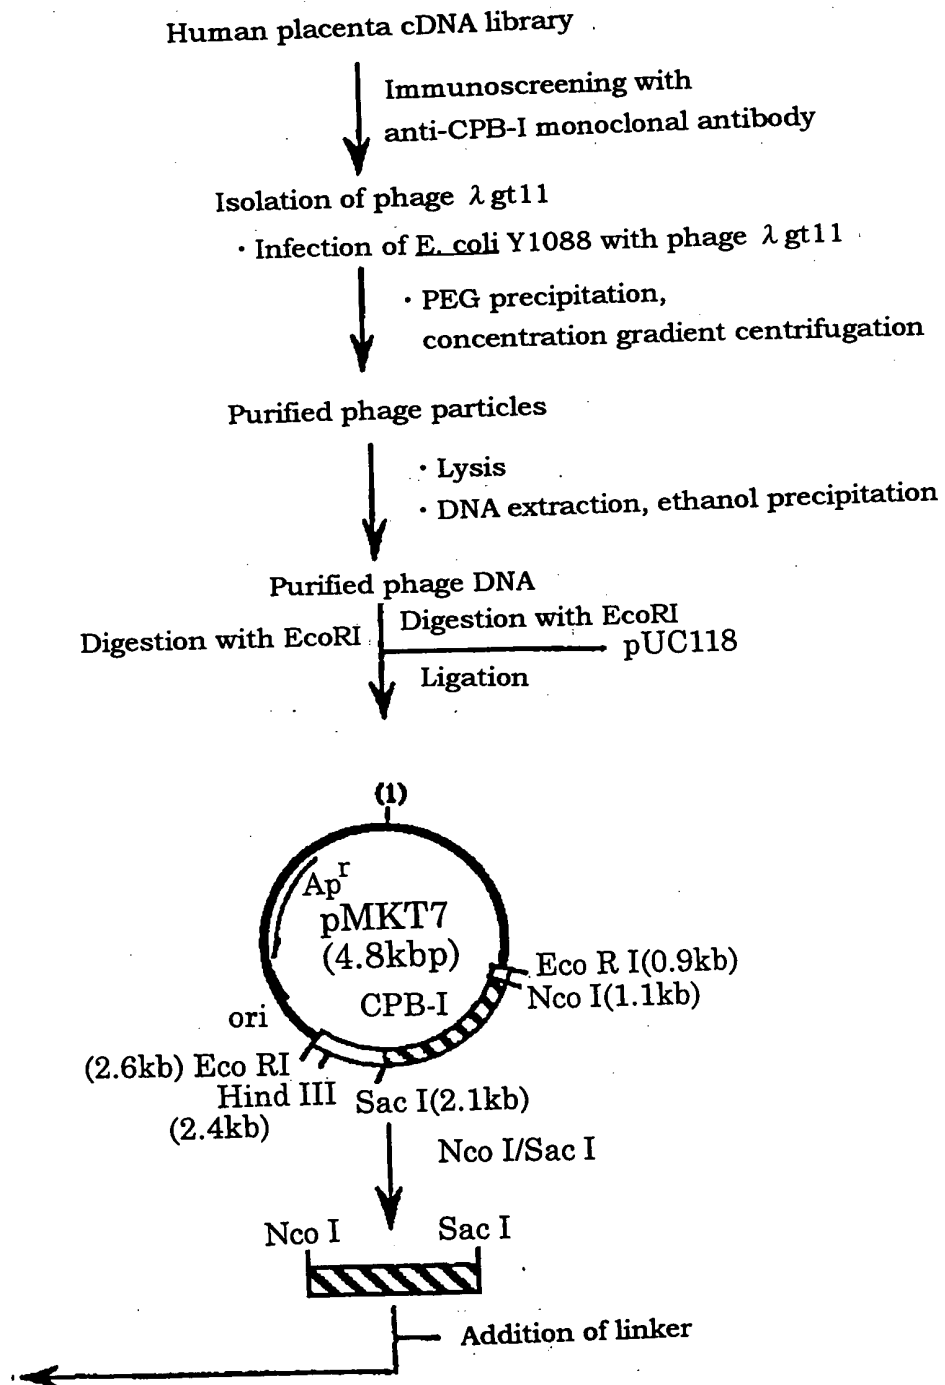 Human placenta cDNA library
Immunoscreening with
anti-CPB-I monoclonal antibody
Isolation of phage λ gt11
· Infection of E. coli Y1088 with phage λ gt11
· PEG precipitation,
concentration gradient centrifugation
Purified phage particles
· Lysis
· DNA extraction, ethanol precipitation
Purified phage DNA
Digestion with EcoRI
Digestion with EcoRI
pUC118
Ligation
(1)
Apʳ
pMKT7
(4.8kbp)
Eco R I(0.9kb)
Nco I(1.1kb)
CPB-I
ori
(2.6kb) Eco RI
Hind III
(2.4kb)
Sac I(2.1kb)
Nco I/Sac I
Nco I
Sac I
Addition of linker